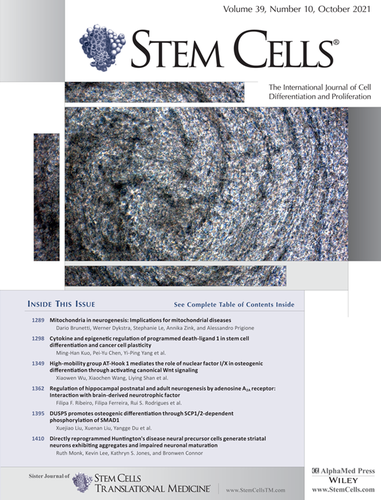 Volume 39, Number 10, October 2021
STEM CELLS®
The International Journal of Cell
Differentiation and Proliferation
INSIDE THIS ISSUE
See Complete Table of Contents Inside
1289 Mitochondria in neurogenesis: Implications for mitochondrial diseases
Dario Brunetti, Werner Dykstra, Stephanie Le, Annika Zink, and Alessandro Prigione
1298 Cytokine and epigenetic regulation of programmed death-ligand 1 in stem cell
differentiation and cancer cell plasticity
Ming-Han Kuo, Pei-Yu Chen, Yi-Ping Yang et al.
1349 High-mobility group AT-Hook 1 mediates the role of nuclear factor I/X in osteogenic
differentiation through activating canonical Wnt signaling
Xiaowen Wu, Xiaochen Wang, Liying Shan et al.
1362 Regulation of hippocampal postnatal and adult neurogenesis by adenosine A2A receptor:
Interaction with brain-derived neurotrophic factor
Filipa F. Ribeiro, Filipa Ferreira, Rui S. Rodrigues et al.
1395 DUSP5 promotes osteogenic differentiation through SCP1/2-dependent
phosphorylation of SMAD1
Xuejiao Liu, Xuenan Liu, Yangge Du et al.
1410 Directly reprogrammed Huntington's disease neural precursor cells generate striatal
neurons exhibiting aggregates and impaired neuronal maturation
Ruth Monk, Kevin Lee, Kathryn S. Jones, and Bronwen Connor
Sister Journal of
STEM CELLS
TRANSLATIONAL MEDICINE®
www.StemCellsTM.com
AlphaMed Press
WILEY
www.StemCells.com